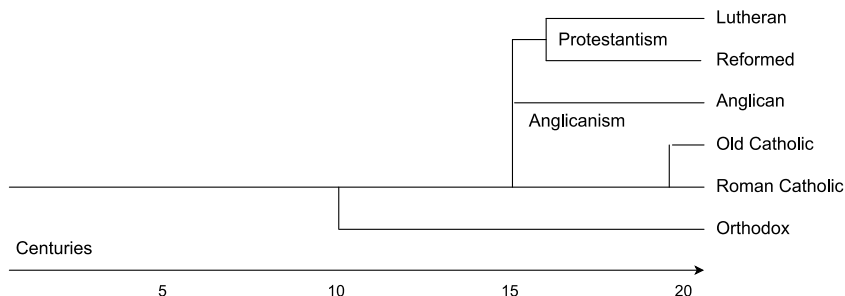 Lutheran
Protestantism
Reformed
Anglican
Anglicanism
Old Catholic
Roman Catholic
Orthodox
Centuries
5 10 15 20